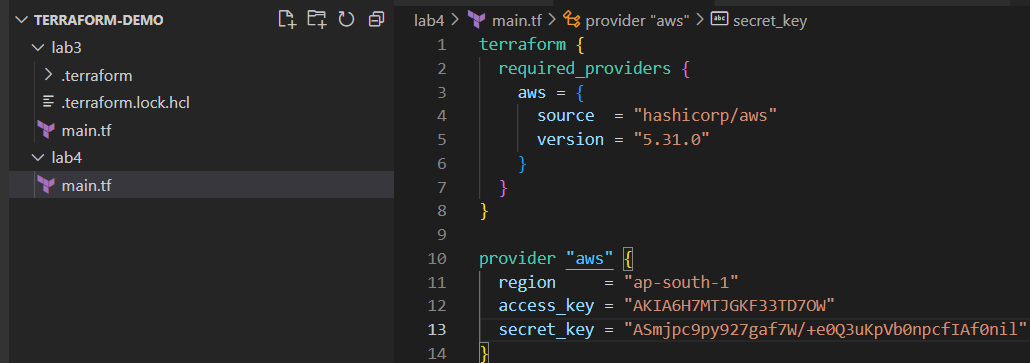 TERRAFORM-DEMO
lab3
.terraform
.terraform.lock.hcl
main.tf
lab4
main.tf
lab4 > main.tf > provider "aws" > abc secret_key
1 terraform {
2 required_providers {
3 aws = {
4 source = "hashicorp/aws"
5 version = "5.31.0"
6 }
7 }
8 }
9
10 provider "aws" {
11 region = "ap-south-1"
12 access_key = "AKIA6H7MTJGKF33TD7OW"
13 secret_key = "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"
14 }